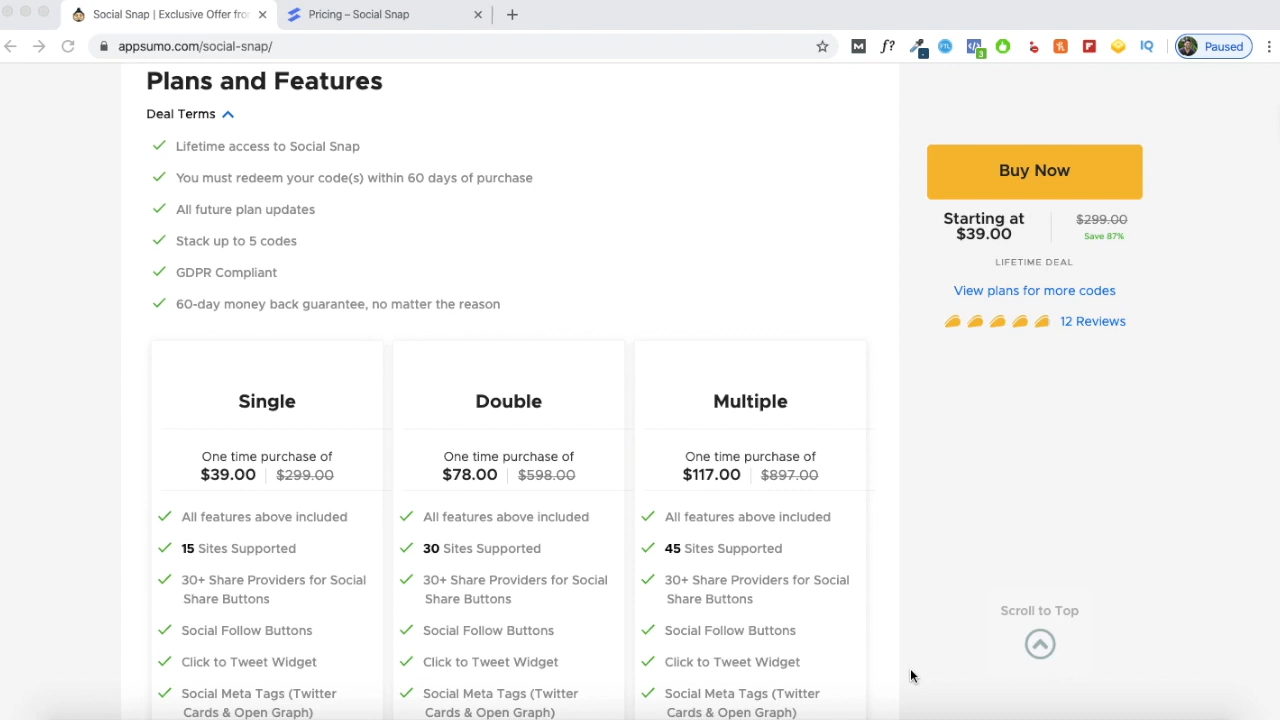 Social Snap | Exclusive Offer fro
Pricing – Social Snap
appsumo.com/social-snap/
Paused
Plans and Features
Deal Terms
Lifetime access to Social Snap
You must redeem your code(s) within 60 days of purchase
All future plan updates
Stack up to 5 codes
GDPR Compliant
60-day money back guarantee, no matter the reason
Buy Now
Starting at
$39.00
$299.00
Save 87%
LIFETIME DEAL
View plans for more codes
12 Reviews
Single
One time purchase of
$39.00 $299.00
All features above included
15 Sites Supported
30+ Share Providers for Social
Share Buttons
Social Follow Buttons
Click to Tweet Widget
Social Meta Tags (Twitter
Cards & Open Graph)
Double
One time purchase of
$78.00 $598.00
All features above included
30 Sites Supported
30+ Share Providers for Social
Share Buttons
Social Follow Buttons
Click to Tweet Widget
Social Meta Tags (Twitter
Cards & Open Graph)
Multiple
One time purchase of
$117.00 $897.00
All features above included
45 Sites Supported
30+ Share Providers for Social
Share Buttons
Social Follow Buttons
Click to Tweet Widget
Social Meta Tags (Twitter
Cards & Open Graph)
Scroll to Top